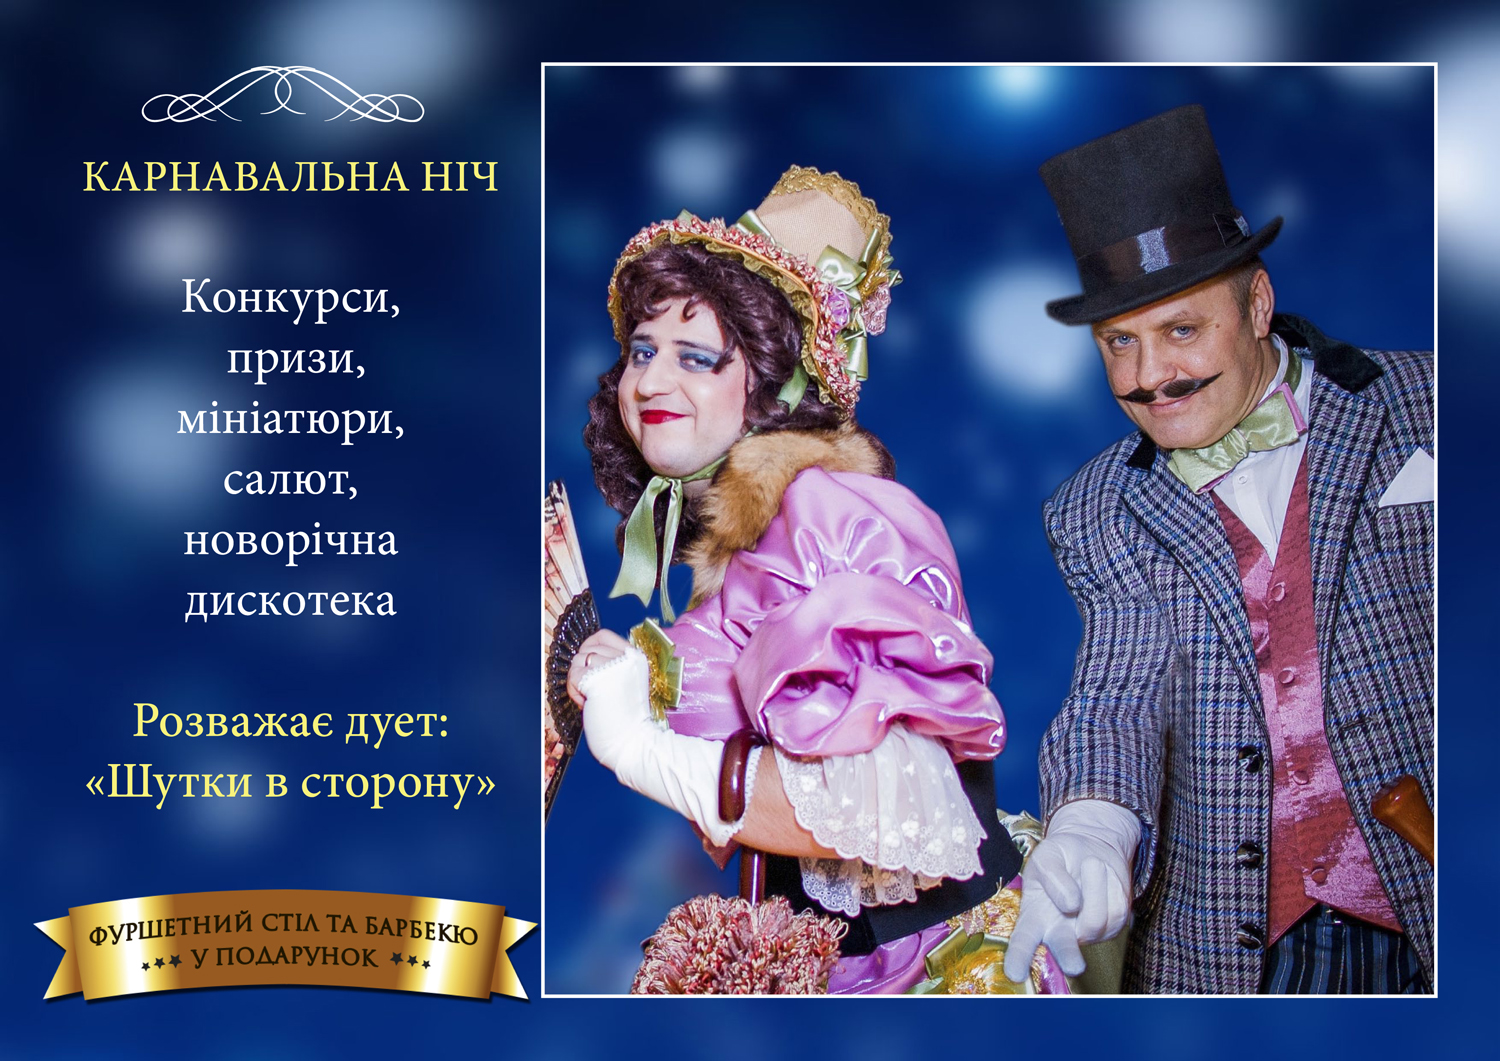 КАРНАВАЛЬНА НІЧ
Конкурси,
призи,
мініатюри,
салют,
новорічна
дискотека
Розважає дует:
«Шутки в сторону»
ФУРШЕТНИЙ СТІЛ ТА БАРБЕКЮ
У ПОДАРУНОК